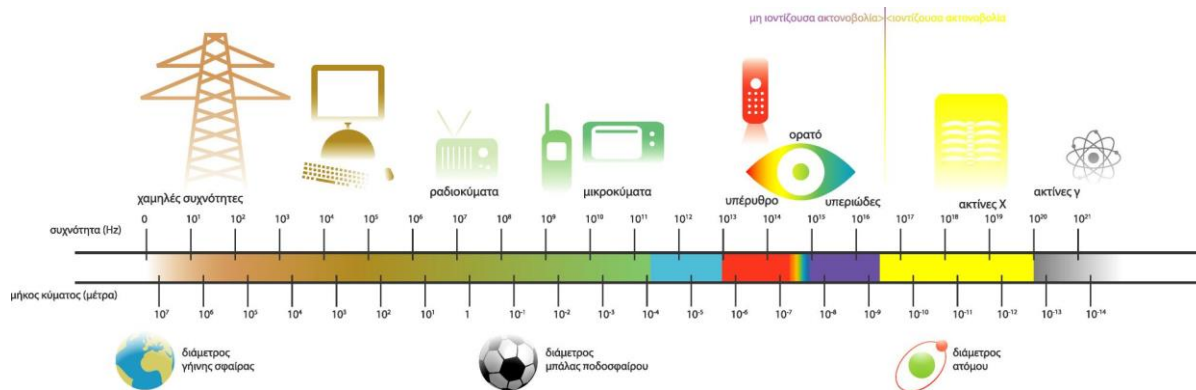 μη ιοντίζουσα ακτονοβολία> <ιοντίζουσα ακτονοβολία
ορατό
χαμηλές συχνότητες
ραδιοκύματα
μικροκύματα
υπέρυθρο
υπεριώδες
ακτίνες Χ
ακτίνες γ
συχνότητα (Hz)
0 10¹ 10² 10³ 10⁴ 10⁵ 10⁶ 10⁷ 10⁸ 10⁹ 10¹⁰ 10¹¹ 10¹² 10¹³ 10¹⁴ 10¹⁵ 10¹⁶ 10¹⁷ 10¹⁸ 10¹⁹ 10²⁰ 10²¹
μήκος κύματος (μέτρα)
10⁷ 10⁶ 10⁵ 10⁴ 10³ 10² 10¹ 1 10⁻¹ 10⁻² 10⁻³ 10⁻⁴ 10⁻⁵ 10⁻⁶ 10⁻⁷ 10⁻⁸ 10⁻⁹ 10⁻¹⁰ 10⁻¹¹ 10⁻¹² 10⁻¹³ 10⁻¹⁴
διάμετρος
γήινης σφαίρας
διάμετρος
μπάλας ποδοσφαίρου
διάμετρος
ατόμου